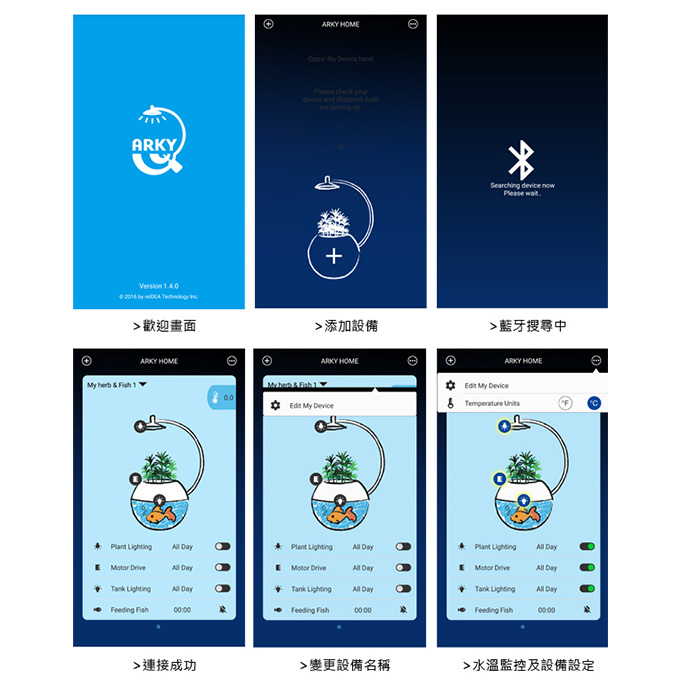 ARKY
Version 1.4.0
© 2016 by reIDEA Technology Inc.
>歡迎畫面
ARKY HOME
Opps! No Device here!
Please check your
device and Bluetooth both
are turning on.
>添加設備
Searching device now
Please wait..
>藍牙搜尋中
ARKY HOME
My herb & Fish 1
0.0
E
Plant Lighting All Day
E Motor Drive All Day
Tank Lighting All Day
Feeding Fish 00:00
>連接成功
ARKY HOME
My herb & Fish 1
Edit My Device
E
Plant Lighting All Day
E Motor Drive All Day
Tank Lighting All Day
Feeding Fish 00:00
>變更設備名稱
ARKY HOME
Edit My Device
Temperature Units °F °C
E
Plant Lighting All Day
E Motor Drive All Day
Tank Lighting All Day
Feeding Fish 00:00
>水溫監控及設備設定